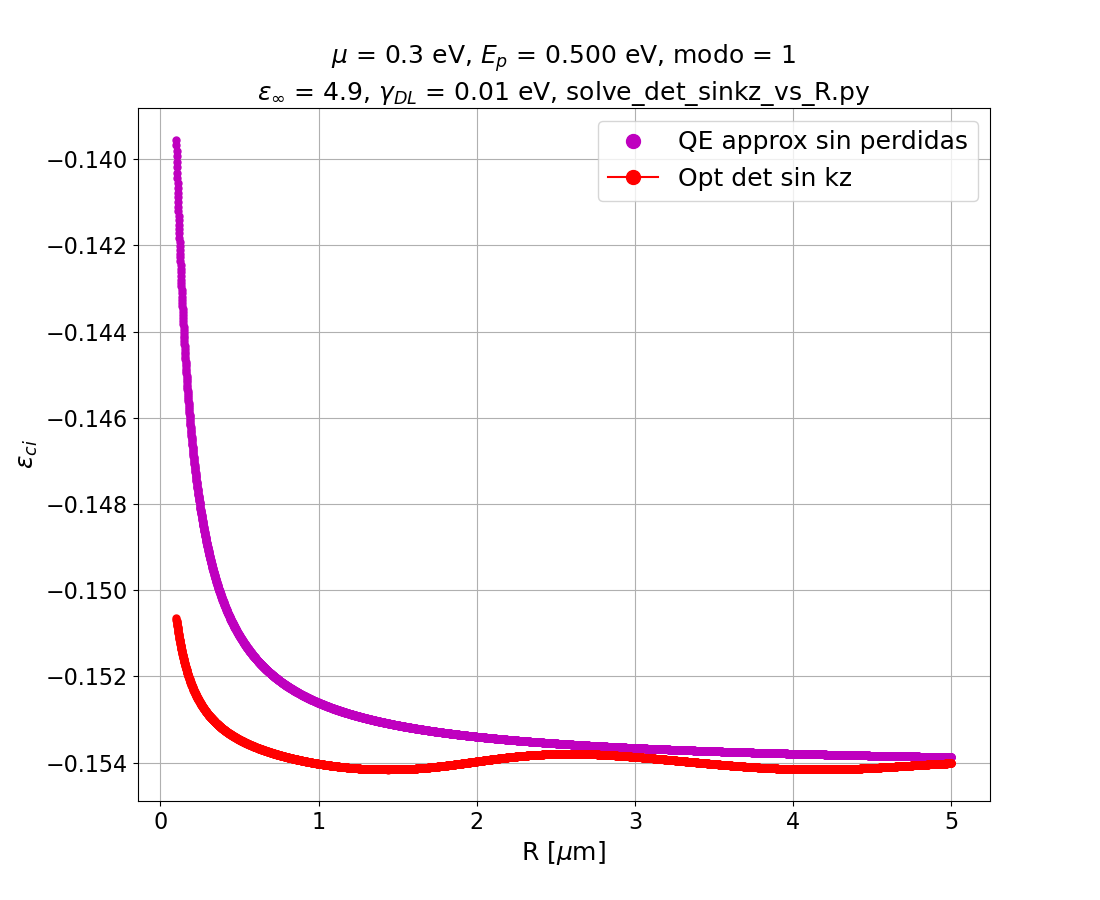 μ = 0.3 eV, E_p = 0.500 eV, modo = 1
ε_∞ = 4.9, γ_DL = 0.01 eV, solve_det_sinkz_vs_R.py
QE approx sin perdidas
Opt det sin kz
−0.140
−0.142
−0.144
−0.146
−0.148
−0.150
−0.152
−0.154
ε_ci
0 1 2 3 4 5
R [μm]